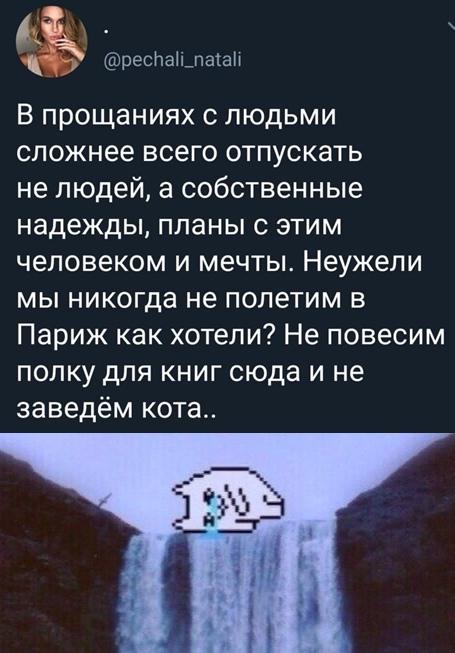 .
@pechali_natali
В прощаниях с людьми
сложнее всего отпускать
не людей, а собственные
надежды, планы с этим
человеком и мечты. Неужели
мы никогда не полетим в
Париж как хотели? Не повесим
полку для книг сюда и не
заведём кота..